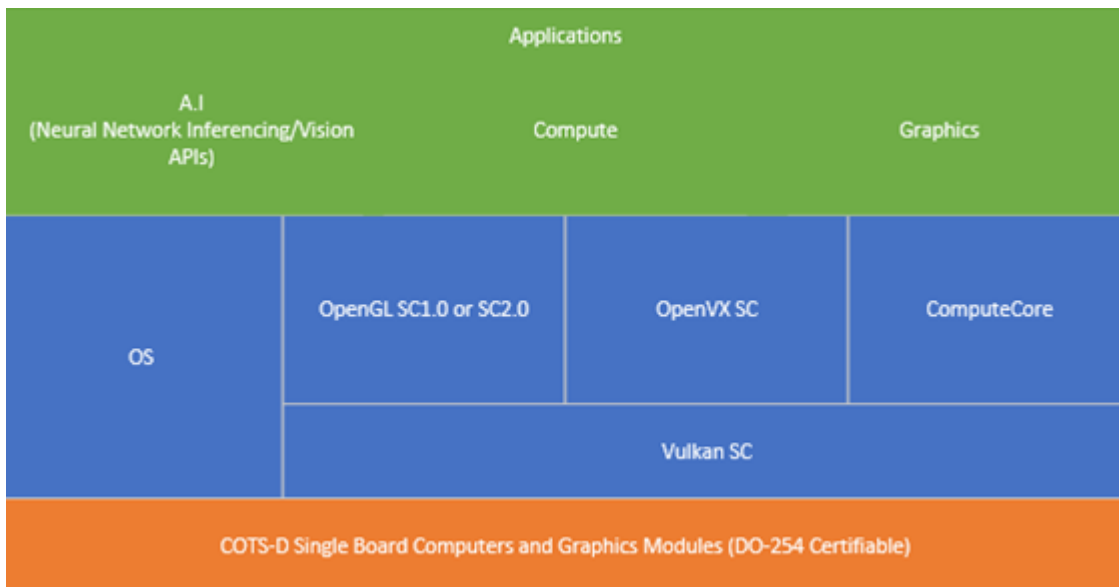 Applications
A.I
(Neural Network Inferencing/Vision
APIs)
Compute
Graphics
OS
OpenGL SC1.0 or SC2.0
OpenVX SC
ComputeCore
Vulkan SC
COTS-D Single Board Computers and Graphics Modules (DO-254 Certifiable)